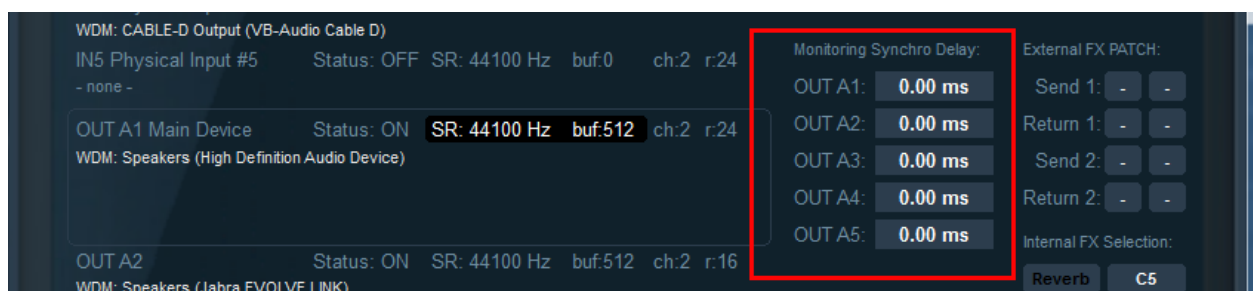 WDM: CABLE-D Output (VB-Audio Cable D)
IN5 Physical Input #5 Status: OFF SR: 44100 Hz buf:0 ch:2 r:24
- none -
OUT A1 Main Device Status: ON SR: 44100 Hz buf:512 ch:2 r:24
WDM: Speakers (High Definition Audio Device)
OUT A2 Status: ON SR: 44100 Hz buf:512 ch:2 r:16
WDM: Speakers (Jabra EVOLVE LINK)
Monitoring Synchro Delay:
OUT A1: 0.00 ms
OUT A2: 0.00 ms
OUT A3: 0.00 ms
OUT A4: 0.00 ms
OUT A5: 0.00 ms
External FX PATCH:
Send 1: - -
Return 1: - -
Send 2: - -
Return 2: - -
Internal FX Selection:
Reverb C5